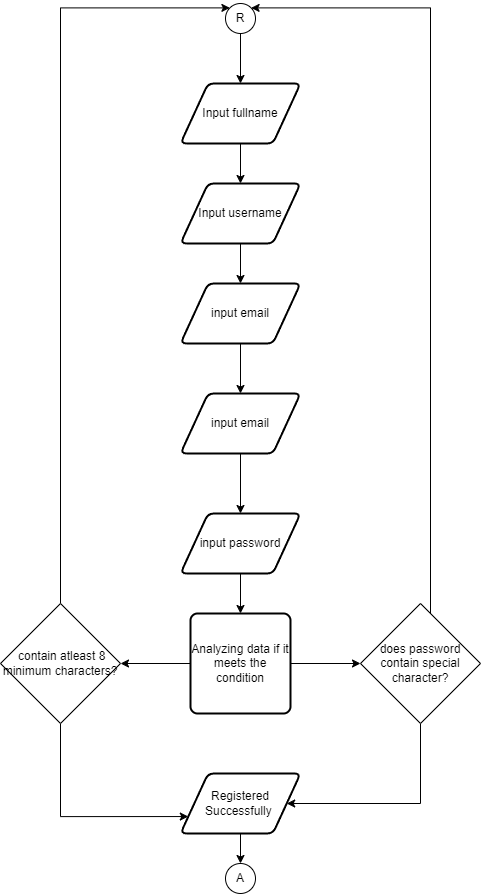 R
Input fullname
Input username
input email
input email
input password
contain atleast 8
minimum characters?
Analyzing data if it
meets the
condition
does password
contain special
character?
Registered
Successfully
A